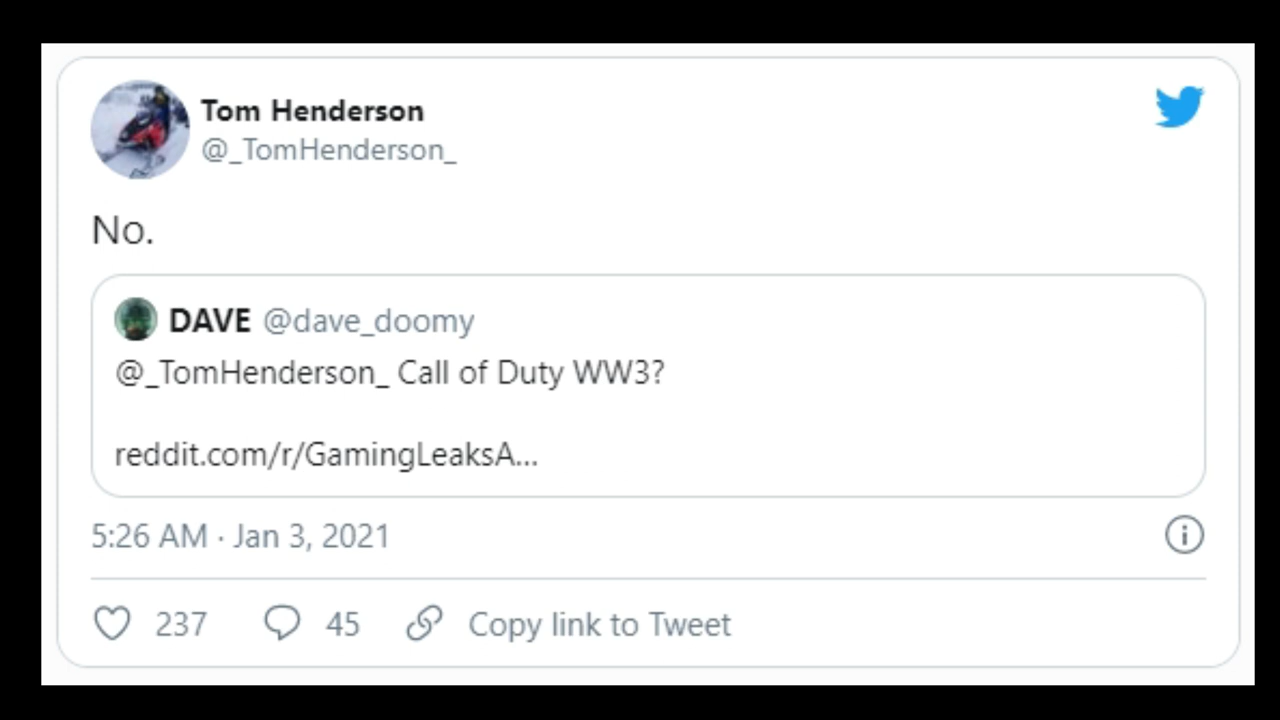 Tom Henderson
@_TomHenderson_
No.
DAVE @dave_doomy
@_TomHenderson_ Call of Duty WW3?
reddit.com/r/GamingLeaksA...
5:26 AM · Jan 3, 2021
237 45 Copy link to Tweet